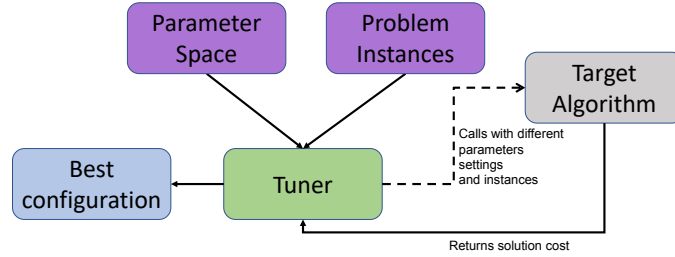 Parameter
Space
Problem
Instances
Target
Algorithm
Calls with different
parameters
settings
and instances
Best
configuration
Tuner
Returns solution cost